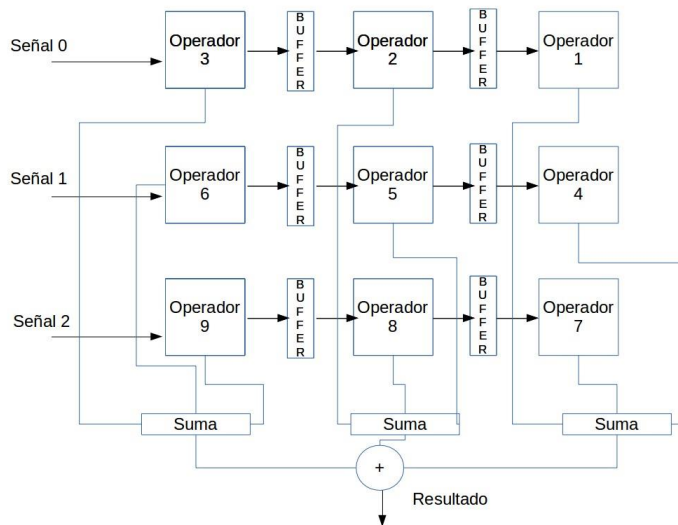 Señal 0
Operador
3
BUFFER
Operador
2
BUFFER
Operador
1
Señal 1
Operador
6
BUFFER
Operador
5
BUFFER
Operador
4
Señal 2
Operador
9
BUFFER
Operador
8
BUFFER
Operador
7
Suma
Suma
Suma
+
Resultado